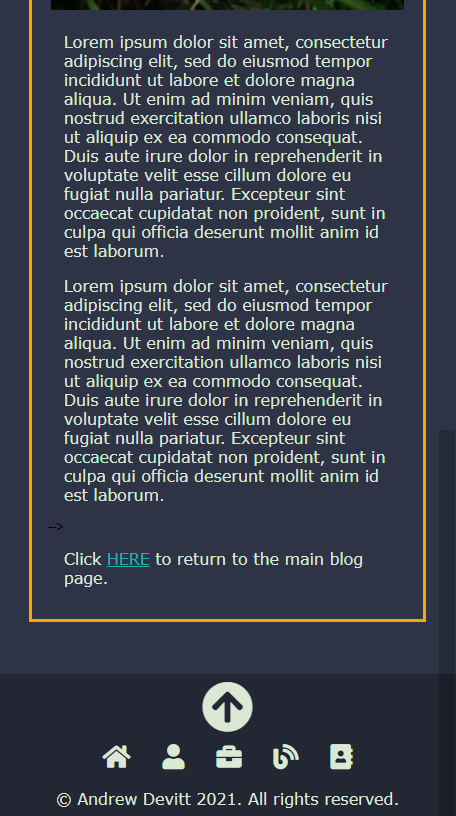 Lorem ipsum dolor sit amet, consectetur
adipiscing elit, sed do eiusmod tempor
incididunt ut labore et dolore magna
aliqua. Ut enim ad minim veniam, quis
nostrud exercitation ullamco laboris nisi
ut aliquip ex ea commodo consequat.
Duis aute irure dolor in reprehenderit in
voluptate velit esse cillum dolore eu
fugiat nulla pariatur. Excepteur sint
occaecat cupidatat non proident, sunt in
culpa qui officia deserunt mollit anim id
est laborum.
Lorem ipsum dolor sit amet, consectetur
adipiscing elit, sed do eiusmod tempor
incididunt ut labore et dolore magna
aliqua. Ut enim ad minim veniam, quis
nostrud exercitation ullamco laboris nisi
ut aliquip ex ea commodo consequat.
Duis aute irure dolor in reprehenderit in
voluptate velit esse cillum dolore eu
fugiat nulla pariatur. Excepteur sint
occaecat cupidatat non proident, sunt in
culpa qui officia deserunt mollit anim id
est laborum.
-->
Click HERE to return to the main blog
page.
© Andrew Devitt 2021. All rights reserved.